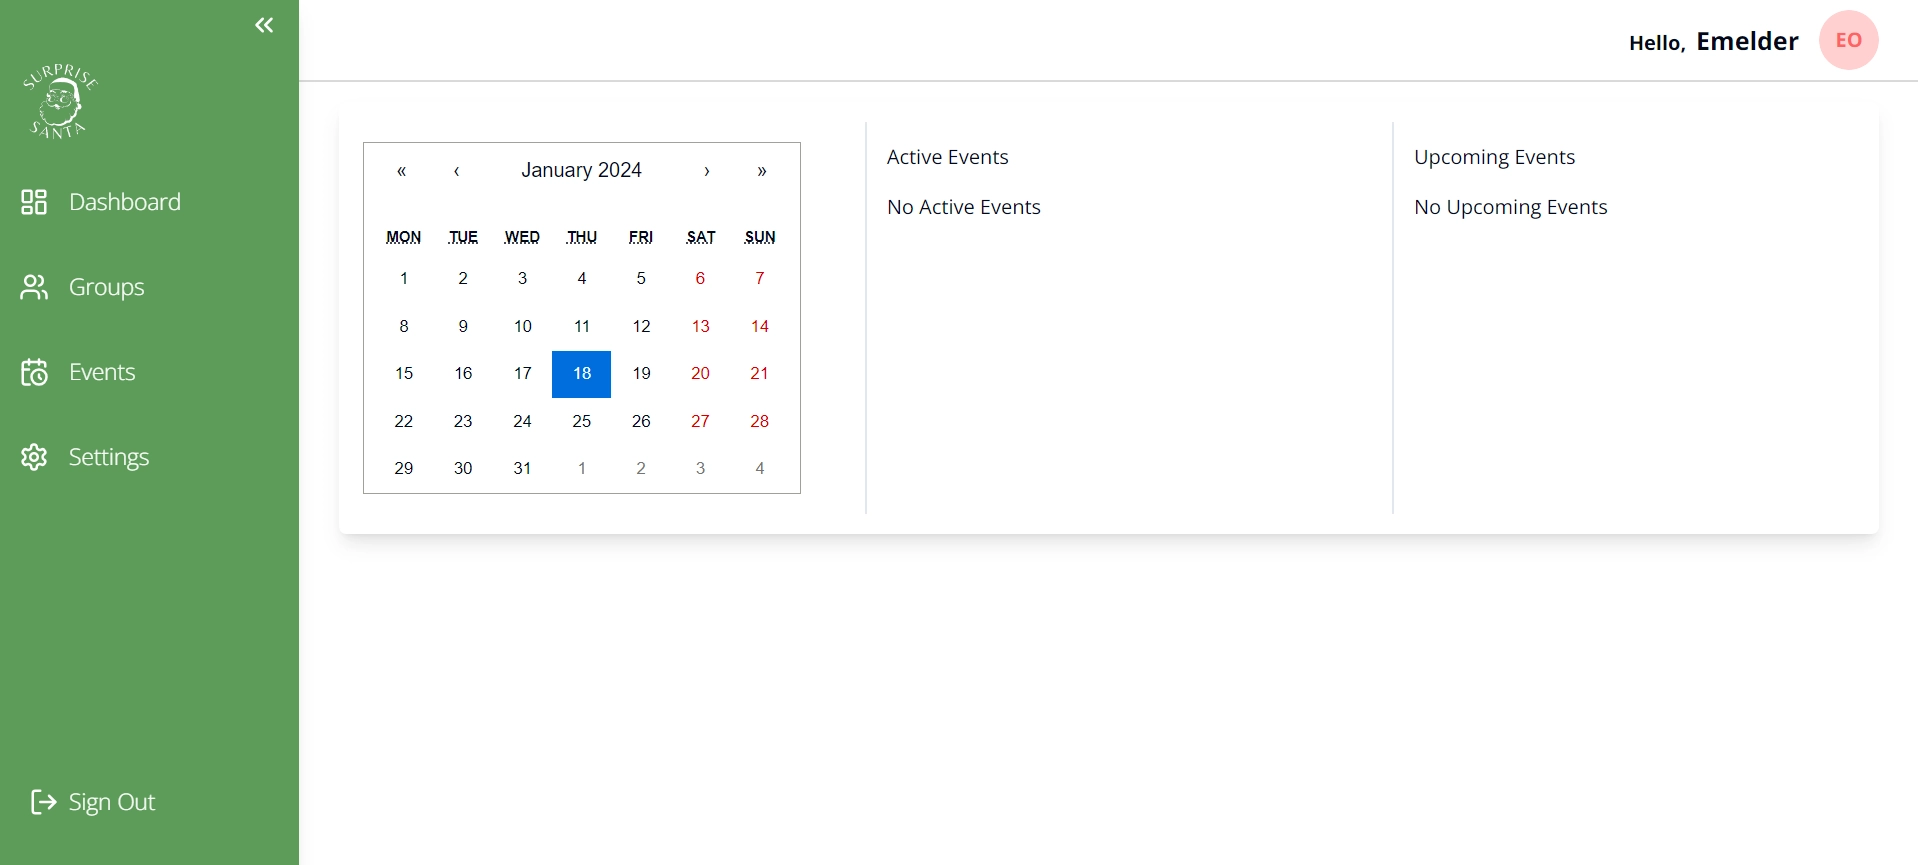 SURPRISE
SANTA
Dashboard
Groups
Events
Settings
Sign Out
Hello, Emelder EO
« ‹ January 2024 › »
MON TUE WED THU FRI SAT SUN
1 2 3 4 5 6 7
8 9 10 11 12 13 14
15 16 17 18 19 20 21
22 23 24 25 26 27 28
29 30 31 1 2 3 4
Active Events
No Active Events
Upcoming Events
No Upcoming Events